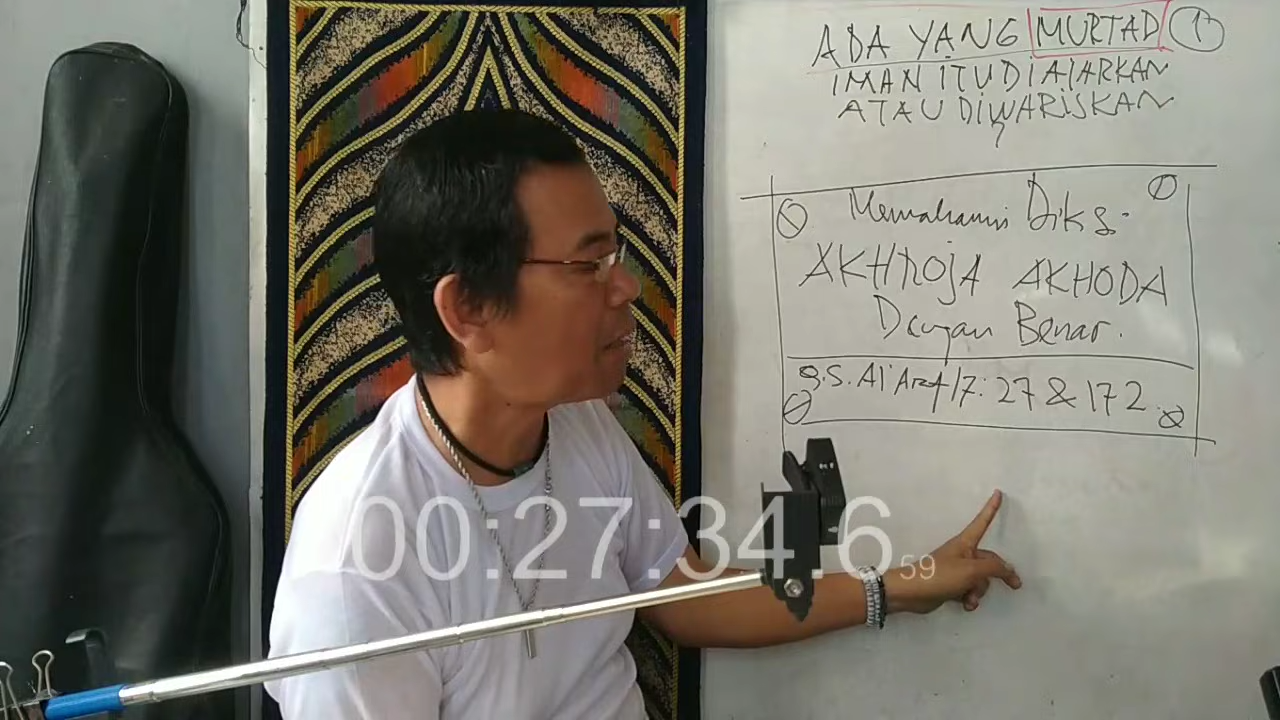 ADA YANG MURTAD 1
IMAN ITU DIAJARKAN
ATAU DIWARISKAN
Memahami Diksi
AKHROJA AKHODA
Dengan Benar.
Q.S. Al A'raf/7: 27 & 172.
00:27:34.6 59